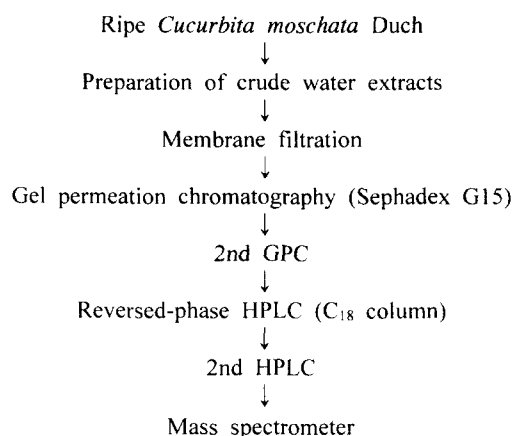 Ripe Cucurbita moschata Duch
↓
Preparation of crude water extracts
↓
Membrane filtration
↓
Gel permeation chromatography (Sephadex G15)
↓
2nd GPC
↓
Reversed-phase HPLC (C₁₈ column)
↓
2nd HPLC
↓
Mass spectrometer